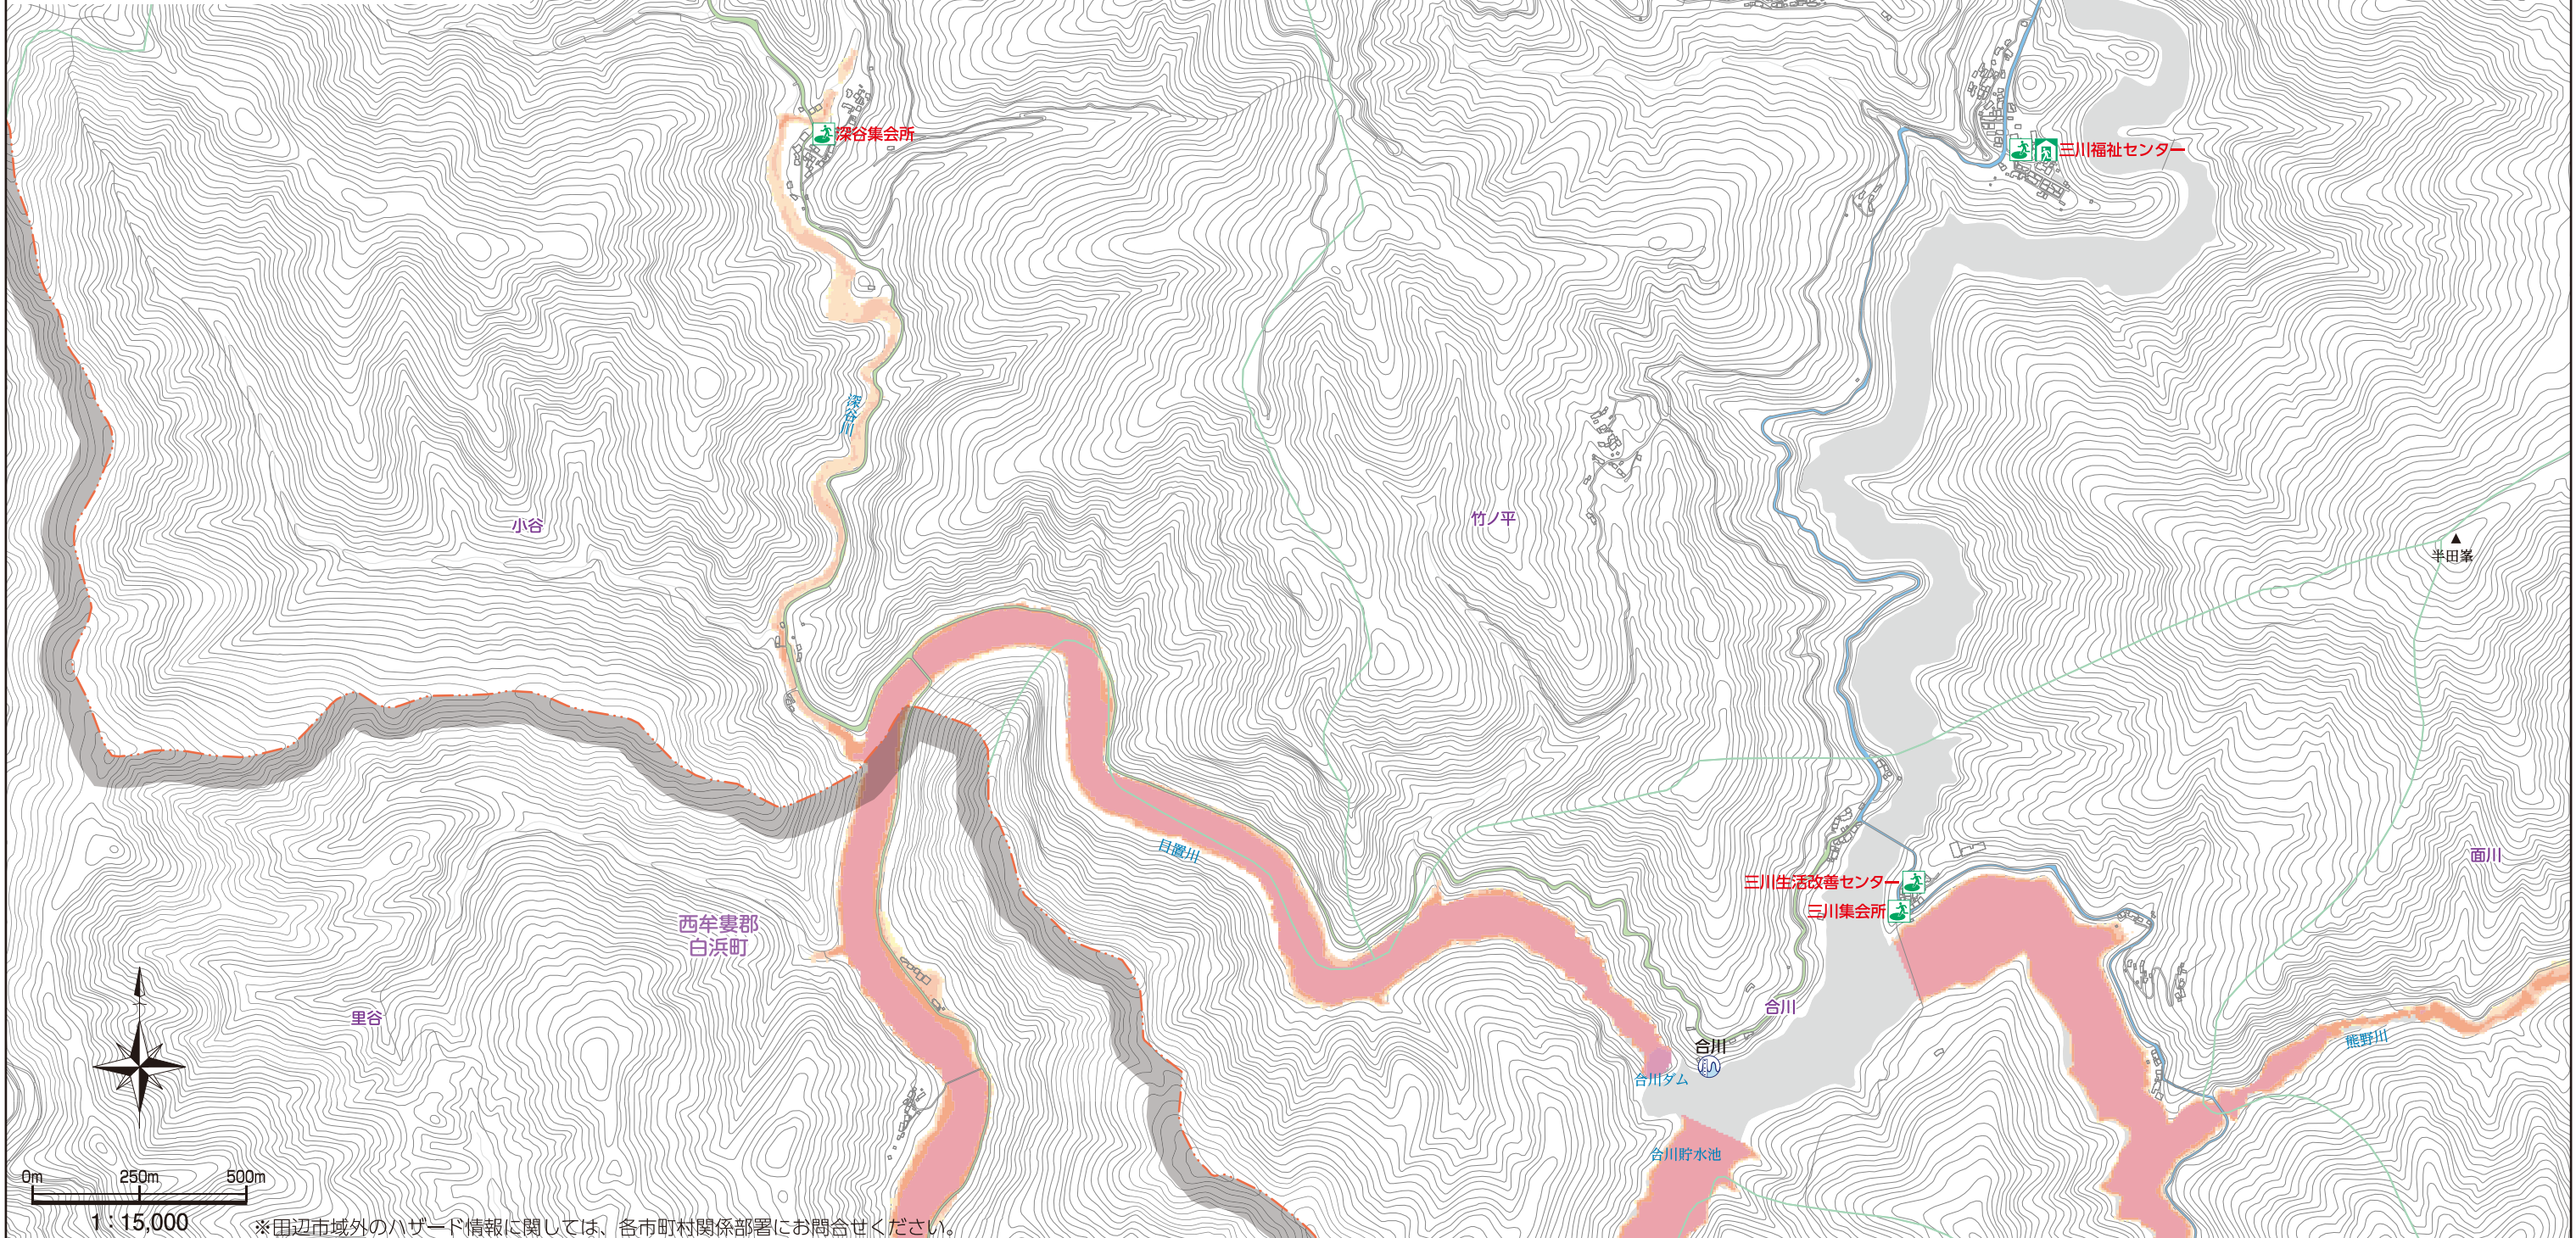 深谷集会所
三川福祉センター
深谷川
小谷
竹ノ平
半田峯
日置川
面川
三川生活改善センター
三川集会所
西牟婁郡
白浜町
里谷
合川
合川
合川ダム
熊野川
合川貯水池
0m 250m 500m
1：15,000
※田辺市域外のハザード情報に関しては、各市町村関係部署にお問合せください。